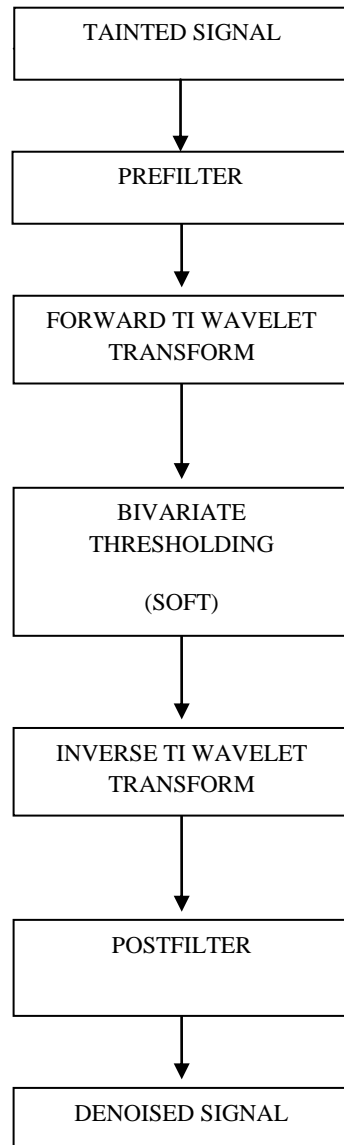 TAINTED SIGNAL
PREFILTER
FORWARD TI WAVELET
TRANSFORM
BIVARIATE
THRESHOLDING
(SOFT)
INVERSE TI WAVELET
TRANSFORM
POSTFILTER
DENOISED SIGNAL